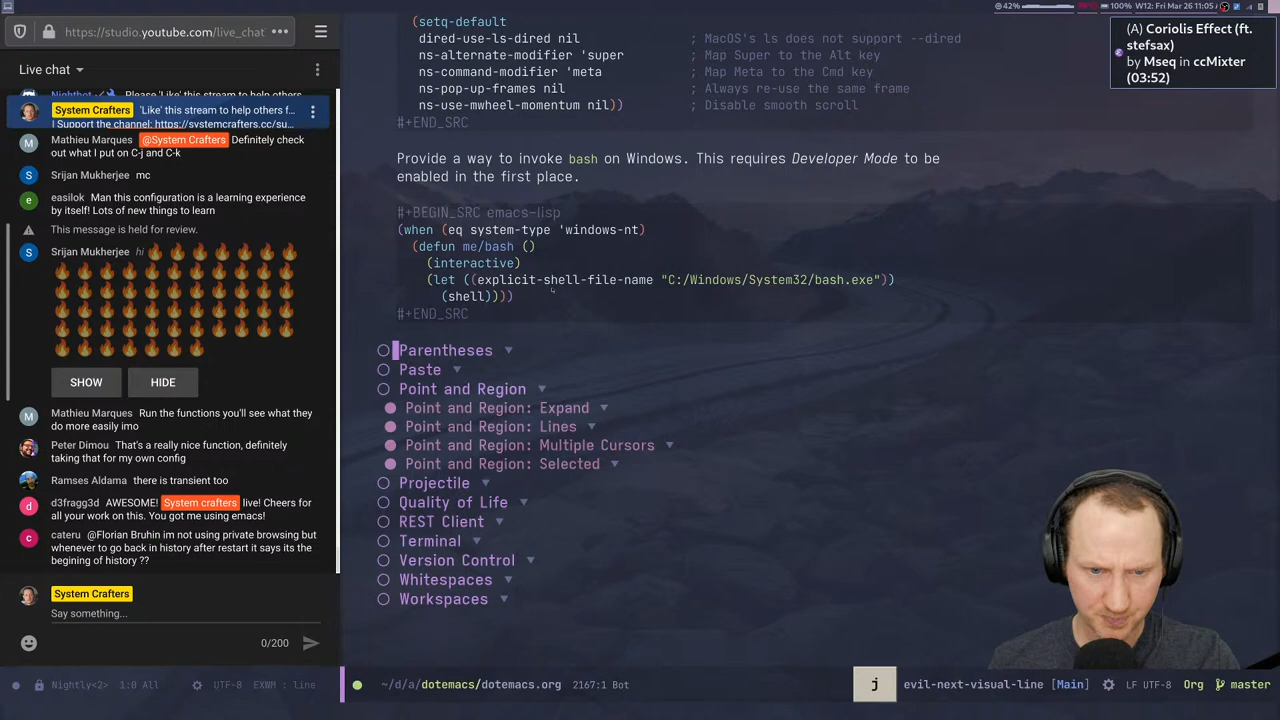 42%
100%
W12: Fri Mar 26 11:05
https://studio.youtube.com/live_chat
Live chat
Nightbot Please 'Like' this stream to help others
System Crafters 'Like' this stream to help others f...
| Support the channel: https://systemcrafters.cc/su...
Mathieu Marques @System Crafters Definitely check
out what I put on C-j and C-k
Srijan Mukherjee mc
easilok Man this configuration is a learning experience
by itself! Lots of new things to learn
This message is held for review.
Srijan Mukherjee hi 🔥🔥🔥🔥🔥🔥🔥
🔥🔥🔥🔥🔥🔥🔥🔥🔥🔥
🔥🔥🔥🔥🔥🔥🔥🔥🔥🔥
🔥🔥🔥🔥🔥🔥🔥🔥🔥🔥
🔥🔥🔥🔥🔥🔥🔥🔥🔥🔥
🔥🔥🔥🔥🔥🔥🔥
SHOW
HIDE
Mathieu Marques Run the functions you'll see what they
do more easily imo
Peter Dimou That's a really nice function, definitely
taking that for my own config
Ramses Aldama there is transient too
d3fragg3d AWESOME! System crafters live! Cheers for
all your work on this. You got me using emacs!
cateru @Florian Bruhin im not using private browsing but
whenever to go back in history after restart it says its the
begining of history ??
System Crafters
Say something...
0/200
Nightly<2> 1:0 All
UTF-8 EXWM : line
(setq-default
dired-use-ls-dired nil ; MacOS's ls does not support --dired
ns-alternate-modifier 'super ; Map Super to the Alt key
ns-command-modifier 'meta ; Map Meta to the Cmd key
ns-pop-up-frames nil ; Always re-use the same frame
ns-use-mwheel-momentum nil)) ; Disable smooth scroll
#+END_SRC
Provide a way to invoke bash on Windows. This requires Developer Mode to be
enabled in the first place.
#+BEGIN_SRC emacs-lisp
(when (eq system-type 'windows-nt)
(defun me/bash ()
(interactive)
(let ((explicit-shell-file-name "C:/Windows/System32/bash.exe"))
(shell))))
#+END_SRC
Parentheses
Paste
Point and Region
Point and Region: Expand
Point and Region: Lines
Point and Region: Multiple Cursors
Point and Region: Selected
Projectile
Quality of Life
REST Client
Terminal
Version Control
Whitespaces
Workspaces
~/d/a/dotemacs/dotemacs.org 2167:1 Bot
j
evil-next-visual-line [Main]
LF UTF-8 Org master
(A) Coriolis Effect (ft.
stefsax)
by Mseq in ccMixter
(03:52)